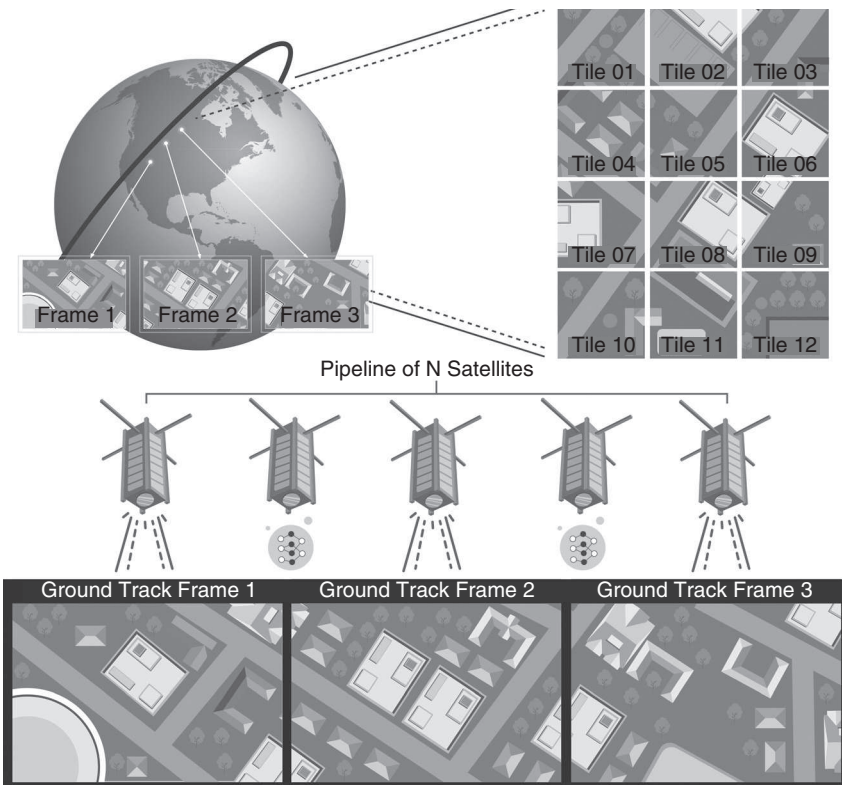 Tile 01 Tile 02 Tile 03
Tile 04 Tile 05 Tile 06
Tile 07 Tile 08 Tile 09
Tile 10 Tile 11 Tile 12
Frame 1 Frame 2 Frame 3
Pipeline of N Satellites
Ground Track Frame 1 Ground Track Frame 2 Ground Track Frame 3